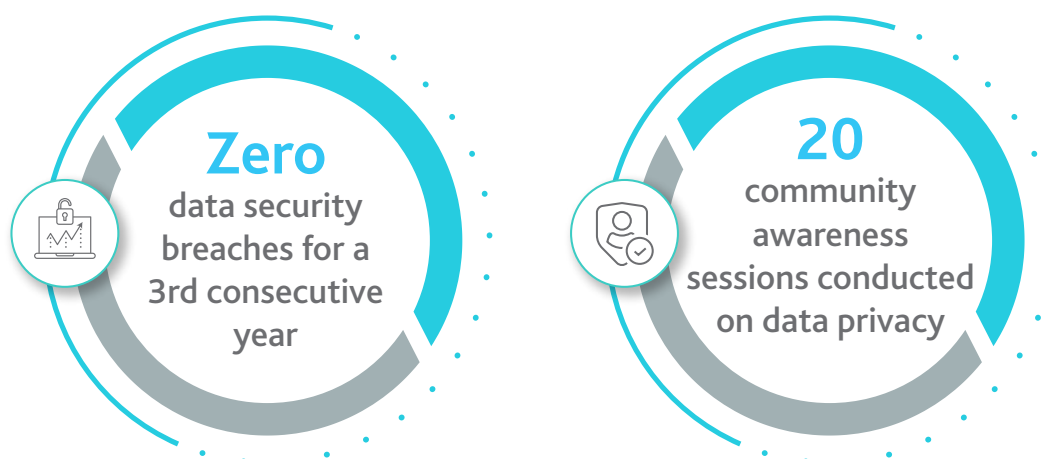 Zero
data security
breaches for a
3rd consecutive
year
20
community
awareness
sessions conducted
on data privacy